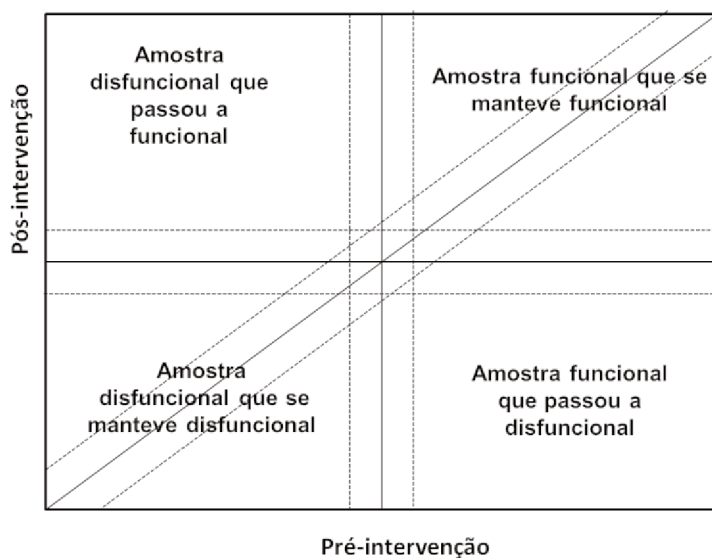 Amostra
disfuncional que
passou a
funcional
Amostra funcional que se
manteve funcional
Pós-intervenção
Amostra
disfuncional que se
manteve disfuncional
Amostra funcional
que passou a
disfuncional
Pré-intervenção